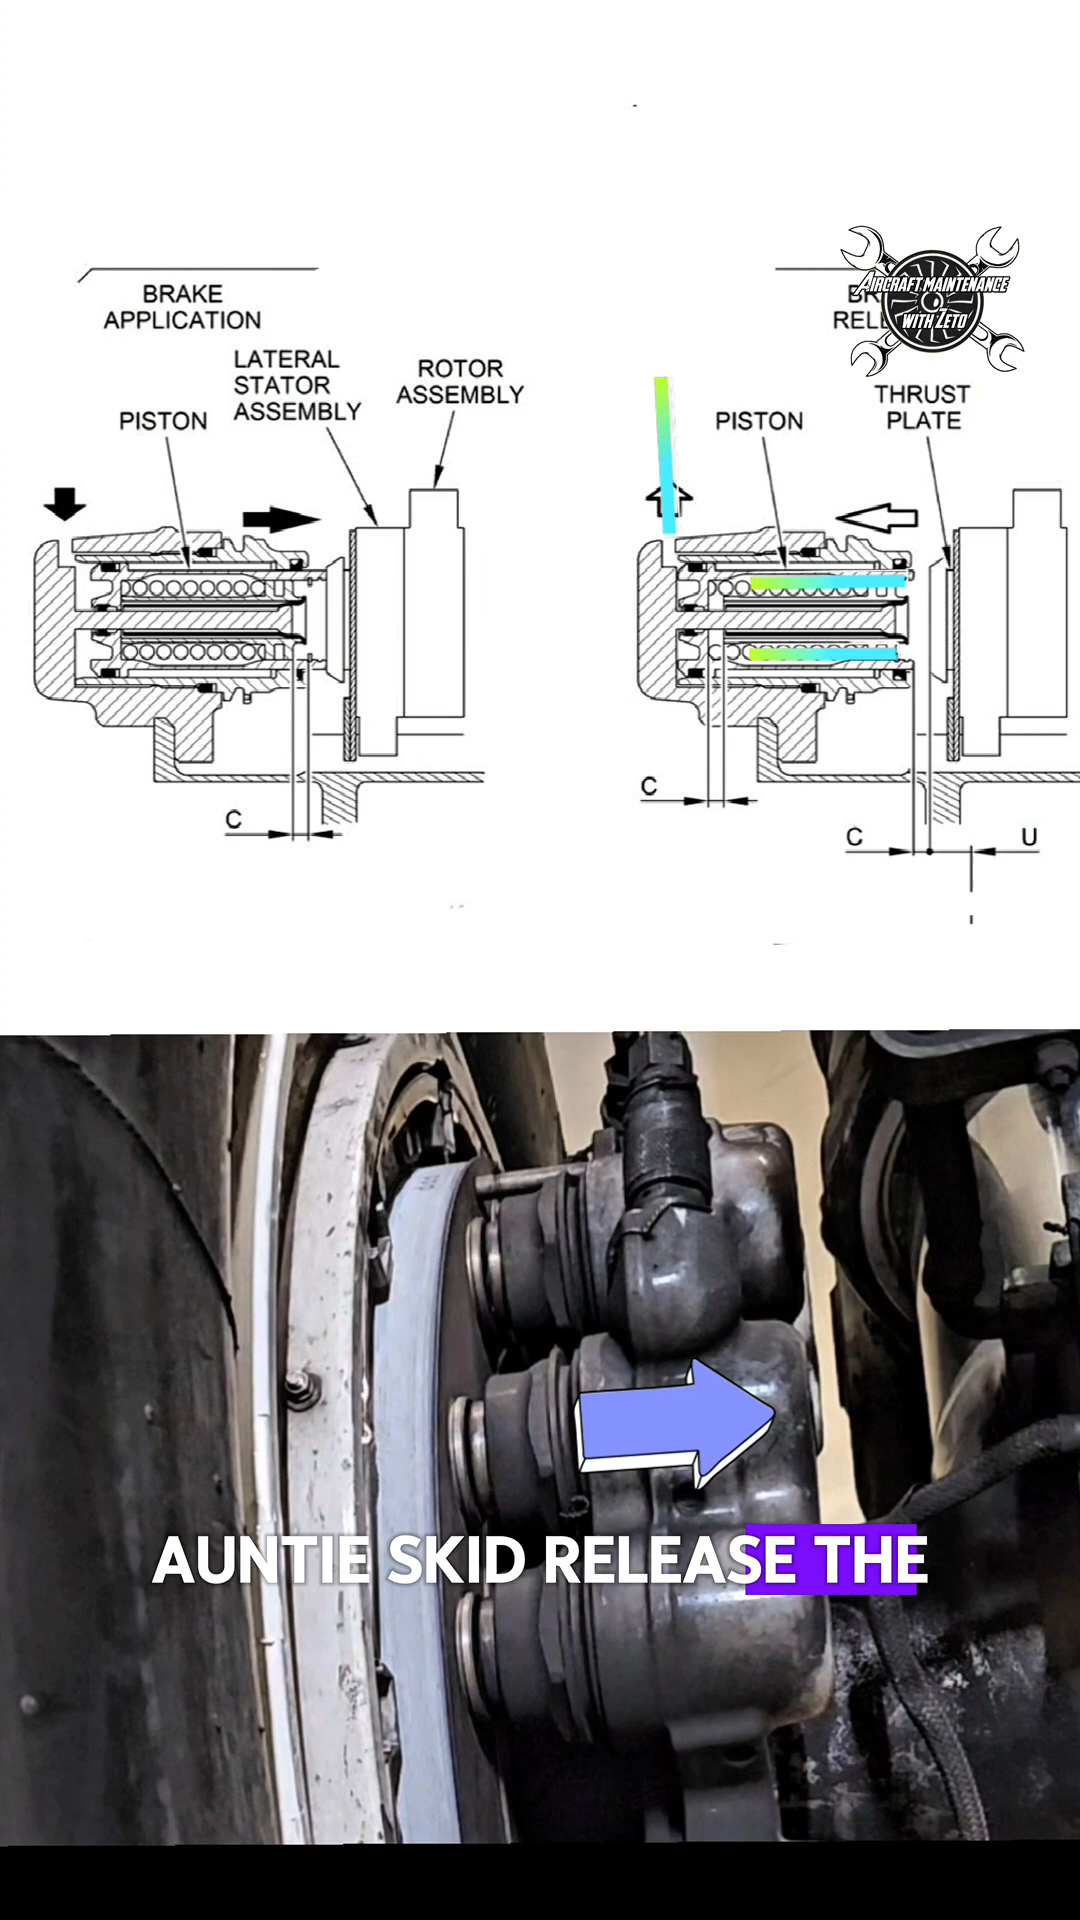 BRAKE
APPLICATION
LATERAL
STATOR
ASSEMBLY
ROTOR
ASSEMBLY
PISTON
C
AIRCRAFT MAINTENANCE
WITH ZETO
THRUST
PLATE
PISTON
C
C
U
AUNTIE SKID RELEASE THE